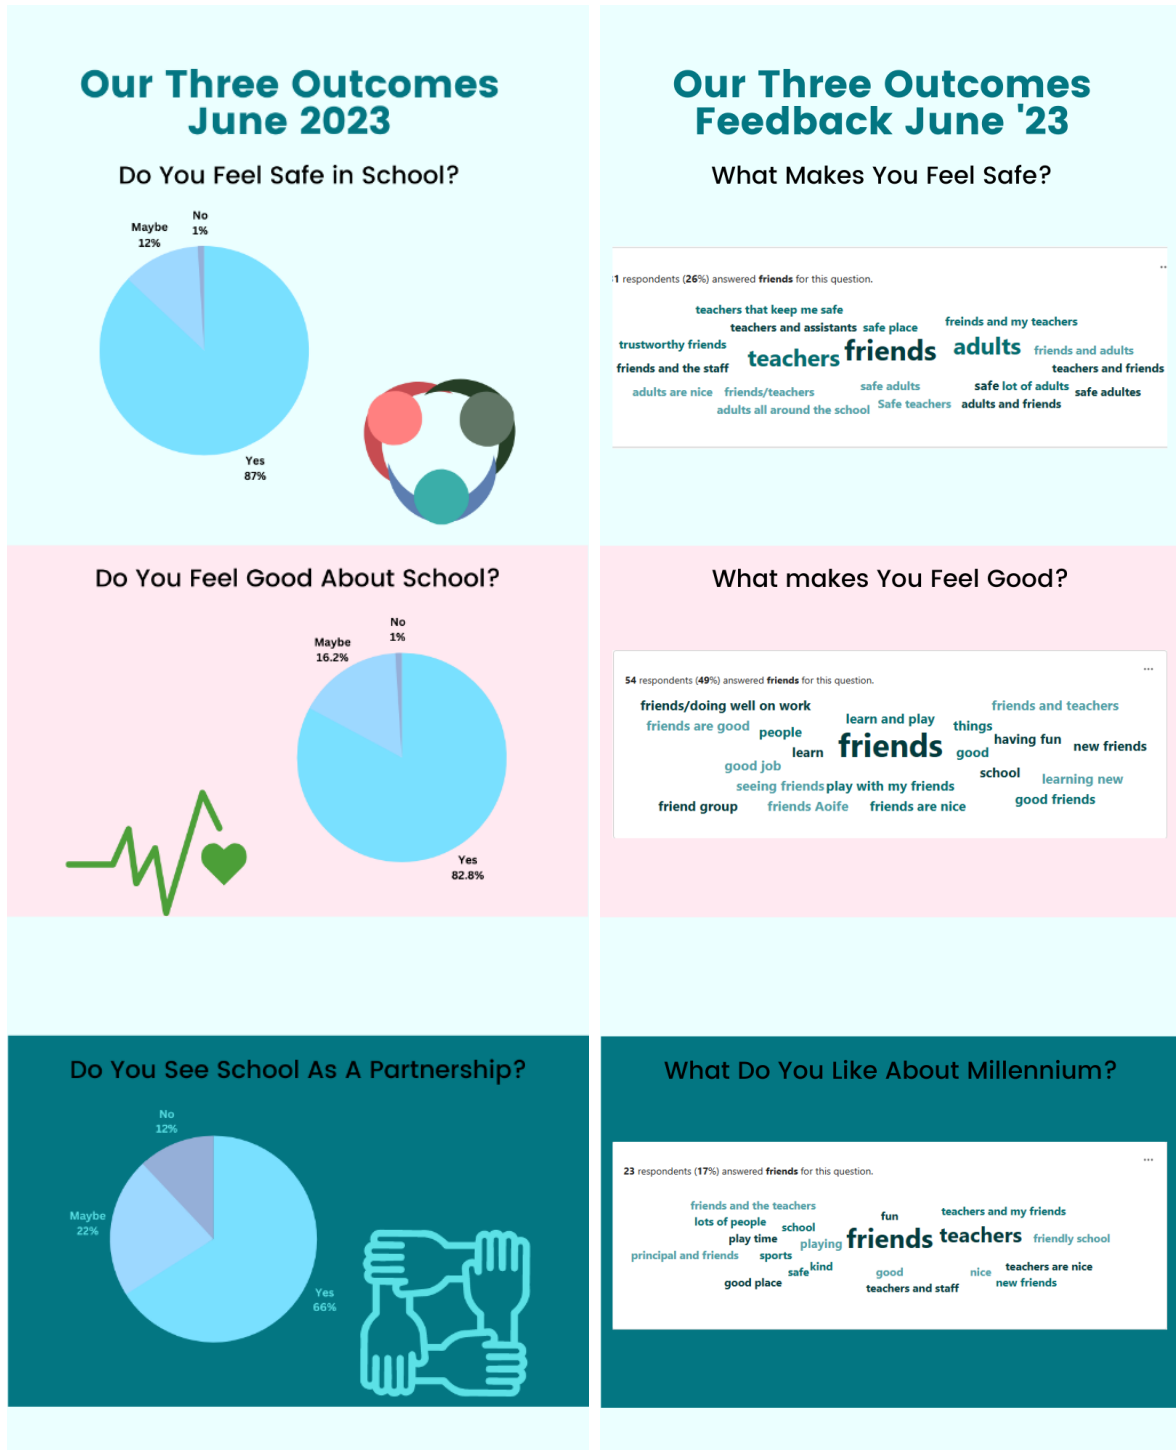 Our Three Outcomes
June 2023
Do You Feel Safe in School?
No
1%
Maybe
12%
Yes
87%
Do You Feel Good About School?
No
1%
Maybe
16.2%
Yes
82.8%
Do You See School As A Partnership?
No
12%
Maybe
22%
Yes
66%
Our Three Outcomes
Feedback June '23
What Makes You Feel Safe?
1 respondents (26%) answered friends for this question.
teachers that keep me safe
freinds and my teachers
teachers and assistants safe place
trustworthy friends
teachers friends adults
friends and adults
friends and the staff
teachers and friends
adults are nice friends/teachers
safe adults
safe lot of adults
safe adultes
adults all around the school
Safe teachers
adults and friends
What makes You Feel Good?
54 respondents (49%) answered friends for this question.
friends/doing well on work
friends and teachers
friends are good
people
learn and play
things
learn
friends
good
having fun
new friends
good job
school
learning new
seeing friends play with my friends
friend group
friends Aoife
friends are nice
good friends
What Do You Like About Millennium?
23 respondents (17%) answered friends for this question.
friends and the teachers
fun
teachers and my friends
lots of people
school
play time
playing
friends teachers
friendly school
principal and friends
sports
safe kind
good
nice
teachers are nice
good place
teachers and staff
new friends